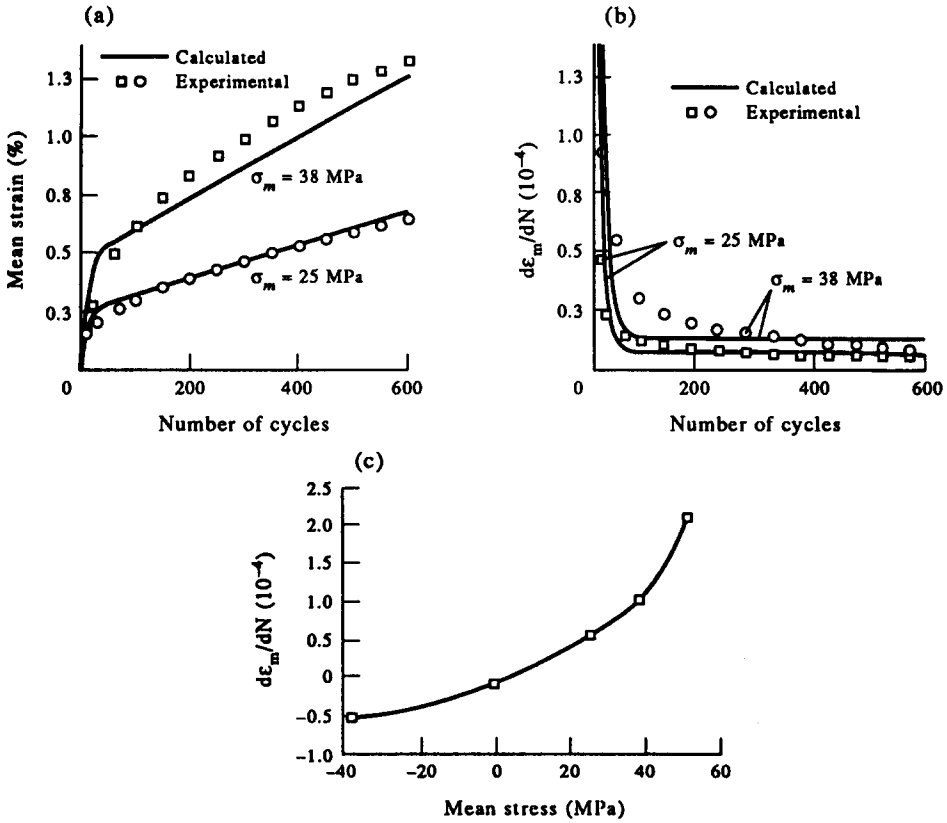 (a)
Calculated
Experimental
1.3
1.0
0.8
0.5
0.3
0
200
400
600
Mean strain (%)
σm = 38 MPa
σm = 25 MPa
Number of cycles
(b)
Calculated
Experimental
1.3
1.0
0.8
0.5
0.3
0
200
400
600
dεm/dN (10⁻⁴)
σm = 25 MPa
σm = 38 MPa
Number of cycles
(c)
2.5
2.0
1.0
0.5
0
−0.5
−1.0
−40
−20
0
20
40
60
dεm/dN (10⁻⁴)
Mean stress (MPa)